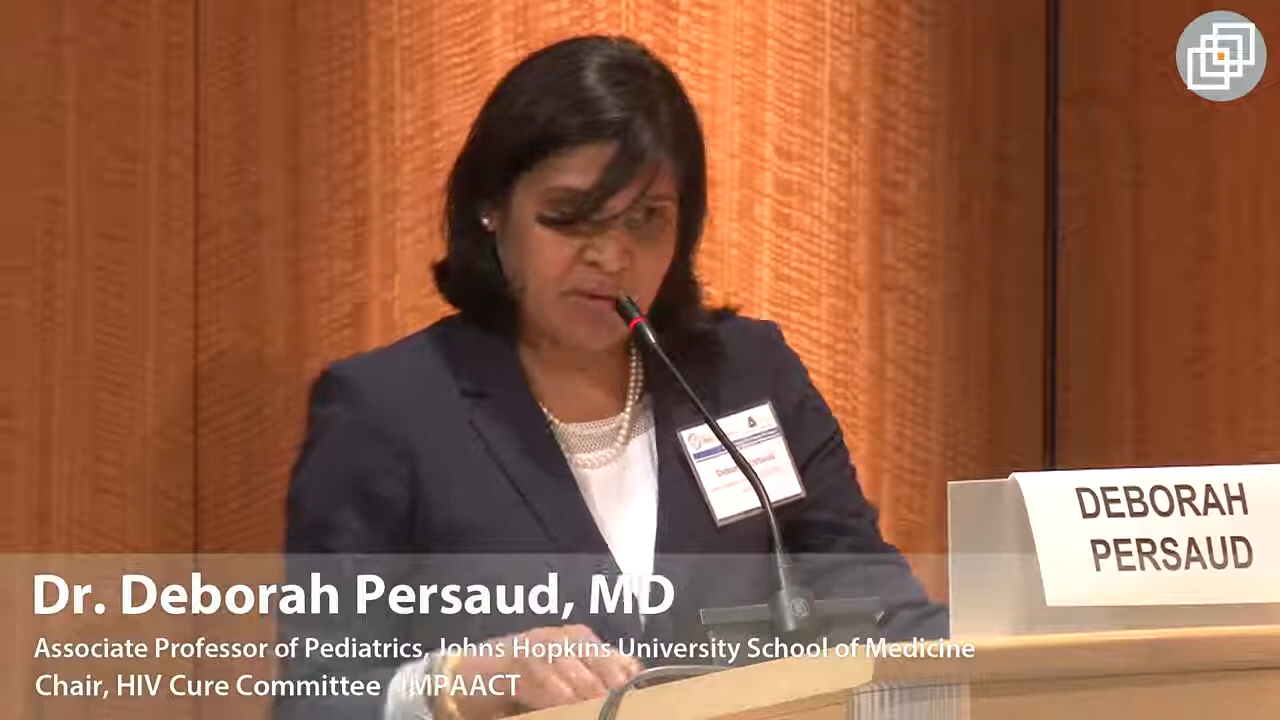 DEBORAH
PERSAUD
Dr. Deborah Persaud, MD
Associate Professor of Pediatrics, Johns Hopkins University School of Medicine
Chair, HIV Cure Committee IMPAACT